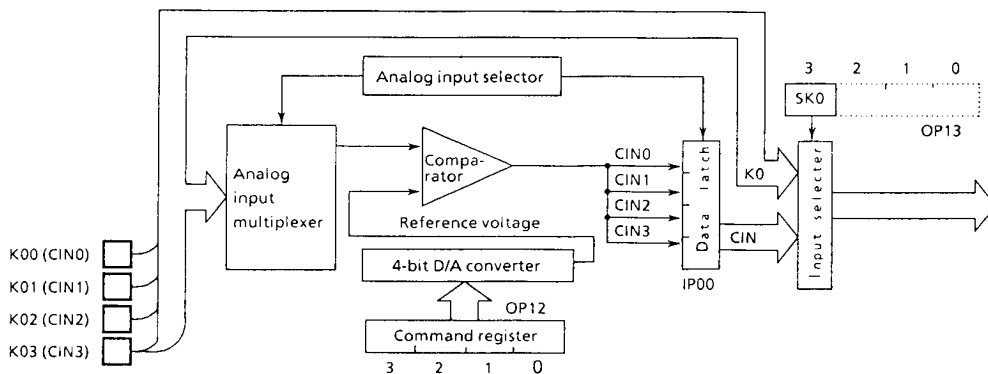 Analog input selector
3 2 1 0
SK0
OP13
Analog
input
multiplexer
Compa-
rator
CIN0
CIN1
CIN2
CIN3
Data latch
K0
CIN
Input selecter
Reference voltage
4-bit D/A converter
IP00
OP12
Command register
3 2 1 0
K00 (CIN0)
K01 (CIN1)
K02 (CIN2)
K03 (CIN3)